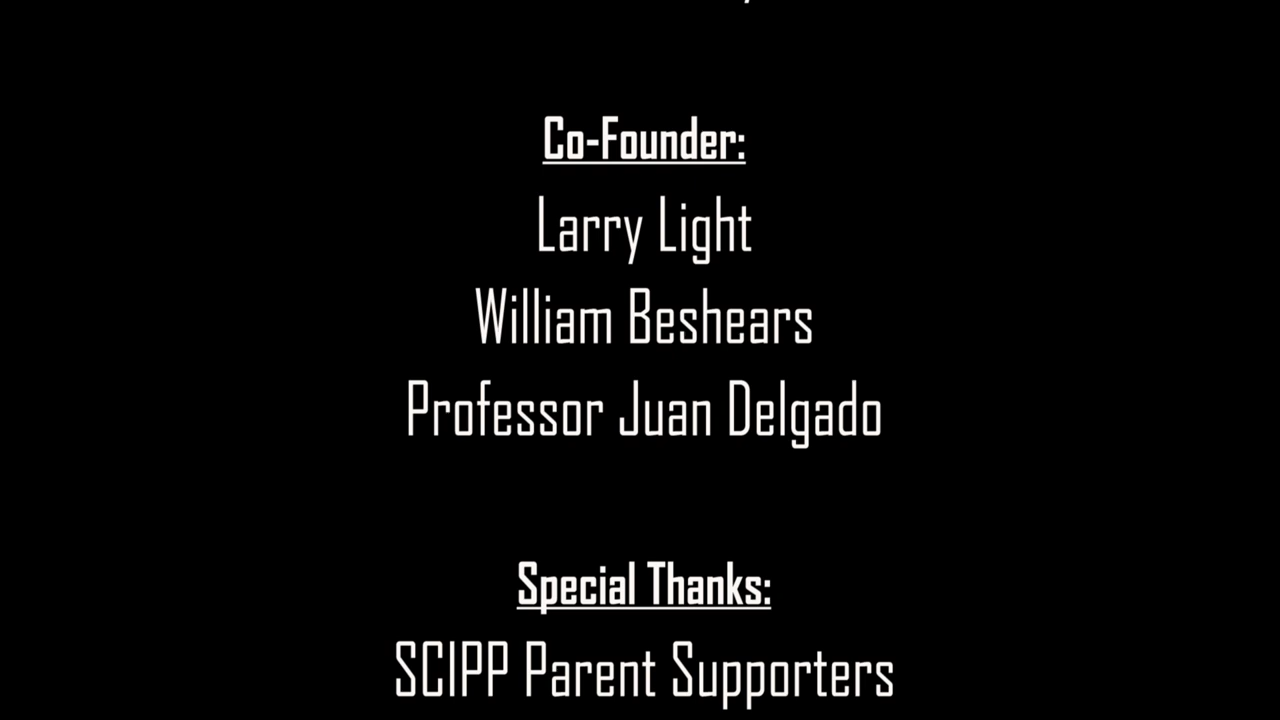 Co-Founder:
Larry Light
William Beshears
Professor Juan Delgado
Special Thanks:
SCIPP Parent Supporters